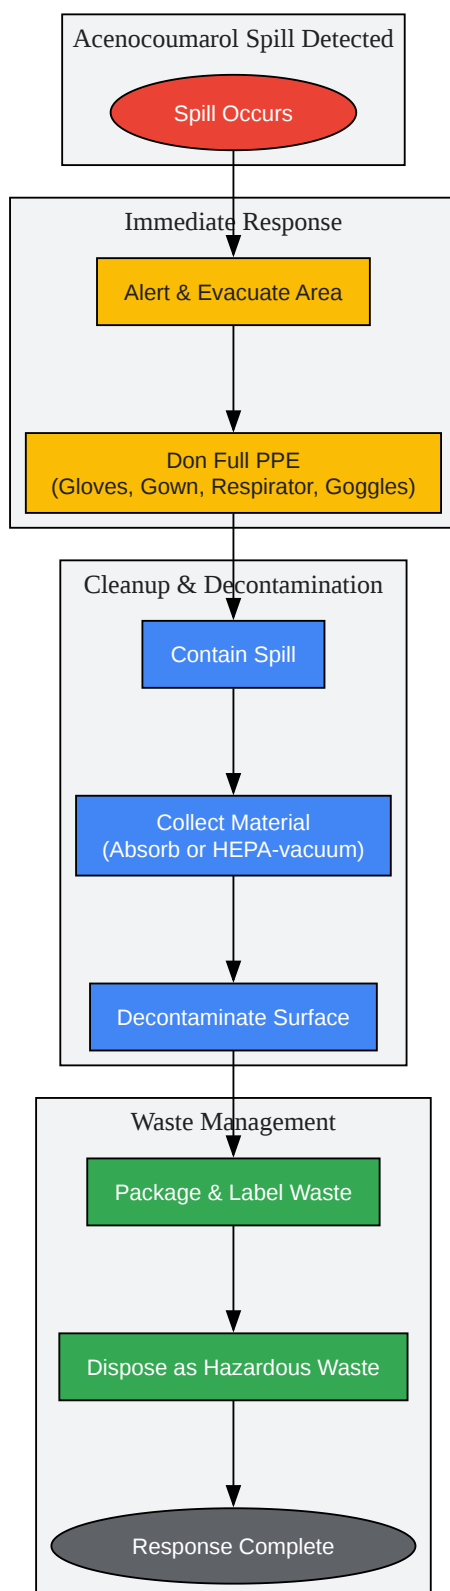 Acenocoumarol Spill Detected
Spill Occurs
Immediate Response
Alert & Evacuate Area
Don Full PPE
(Gloves, Gown, Respirator, Goggles)
Cleanup & Decontamination
Contain Spill
Collect Material
(Absorb or HEPA-vacuum)
Decontaminate Surface
Waste Management
Package & Label Waste
Dispose as Hazardous Waste
Response Complete